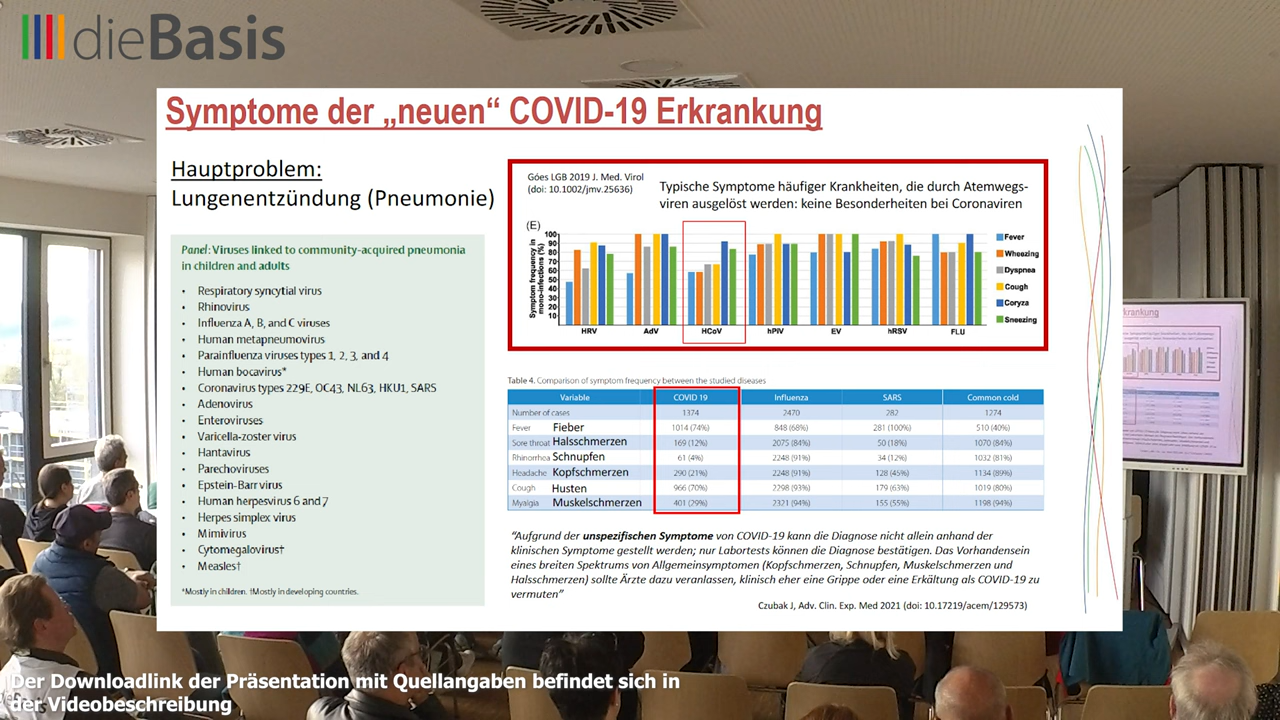 dieBasis
Symptome der „neuen“ COVID-19 Erkrankung
Hauptproblem:
Lungenentzündung (Pneumonie)
Panel: Viruses linked to community-acquired pneumonia
in children and adults
• Respiratory syncytial virus
• Rhinovirus
• Influenza A, B, and C viruses
• Human metapneumovirus
• Parainfluenza viruses types 1, 2, 3, and 4
• Human bocavirus*
• Coronavirus types 229E, OC43, NL63, HKU1, SARS
• Adenovirus
• Enteroviruses
• Varicella-zoster virus
• Hantavirus
• Parechoviruses
• Epstein-Barr virus
• Human herpesvirus 6 and 7
• Herpes simplex virus
• Mimivirus
• Cytomegalovirus†
• Measles†
*Mostly in children. †Mostly in developing countries.
Góes LGB 2019 J. Med. Virol
(doi: 10.1002/jmv.25636)
Typische Symptome häufiger Krankheiten, die durch Atemwegs-
viren ausgelöst werden: keine Besonderheiten bei Coronaviren
(E)
Symptom frequency in
mono-infections (%)
100
90
80
70
60
50
40
30
20
10
HRV AdV HCoV hPIV EV hRSV FLU
Fever
Wheezing
Dyspnea
Cough
Coryza
Sneezing
Table 4. Comparison of symptom frequency between the studied diseases
Variable COVID 19 Influenza SARS Common cold
Number of cases 1374 2470 282 1274
Fever Fieber 1014 (74%) 848 (68%) 281 (100%) 510 (40%)
Sore throat Halsschmerzen 169 (12%) 2075 (84%) 50 (18%) 1070 (84%)
Rhinorrhea Schnupfen 61 (4%) 2248 (91%) 34 (12%) 1032 (81%)
Headache Kopfschmerzen 290 (21%) 2248 (91%) 128 (45%) 1134 (89%)
Cough Husten 966 (70%) 2298 (93%) 179 (63%) 1019 (80%)
Myalgia Muskelschmerzen 401 (29%) 2321 (94%) 155 (55%) 1198 (94%)
“Aufgrund der unspezifischen Symptome von COVID-19 kann die Diagnose nicht allein anhand der
klinischen Symptome gestellt werden; nur Labortests können die Diagnose bestätigen. Das Vorhandensein
eines breiten Spektrums von Allgemeinsymptomen (Kopfschmerzen, Schnupfen, Muskelschmerzen und
Halsschmerzen) sollte Ärzte dazu veranlassen, klinisch eher eine Grippe oder eine Erkältung als COVID-19 zu
vermuten”
Czubak J, Adv. Clin. Exp. Med 2021 (doi: 10.17219/acem/129573)
krankung
Der Downloadlink der Präsentation mit Quellangaben befindet sich in
der Videobeschreibung